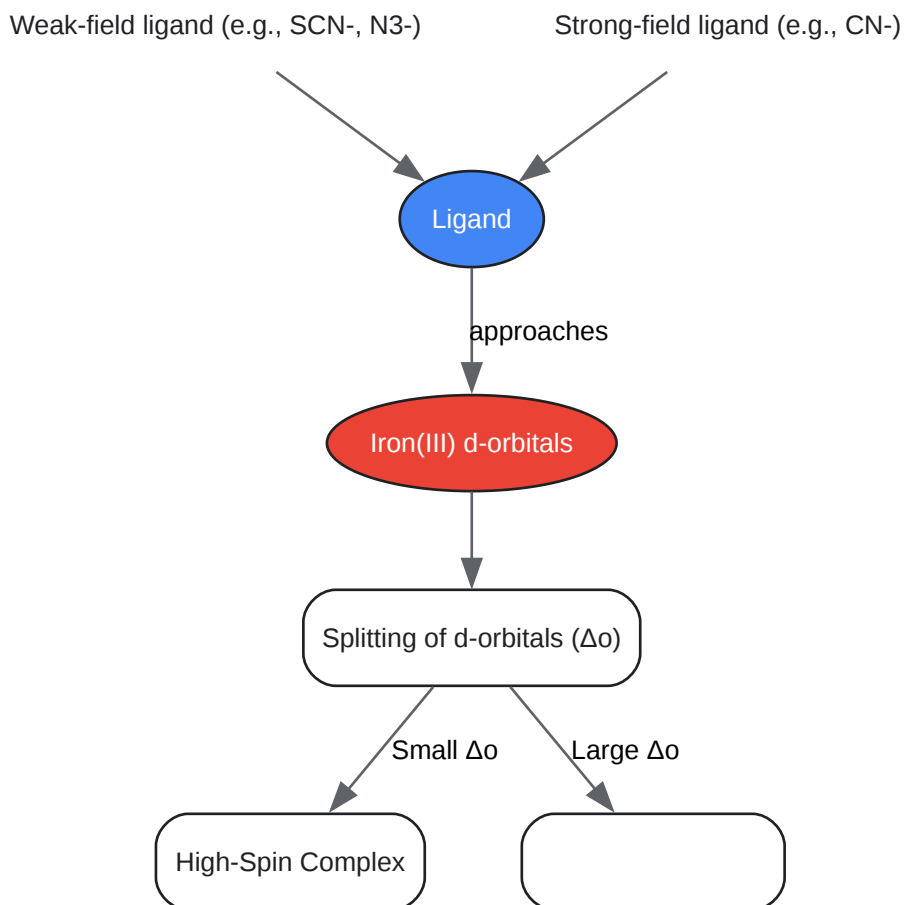 Weak-field ligand (e.g., SCN-, N3-)
Strong-field ligand (e.g., CN-)
Ligand
approaches
Iron(III) d-orbitals
Splitting of d-orbitals (Δo)
Small Δo
Large Δo
High-Spin Complex